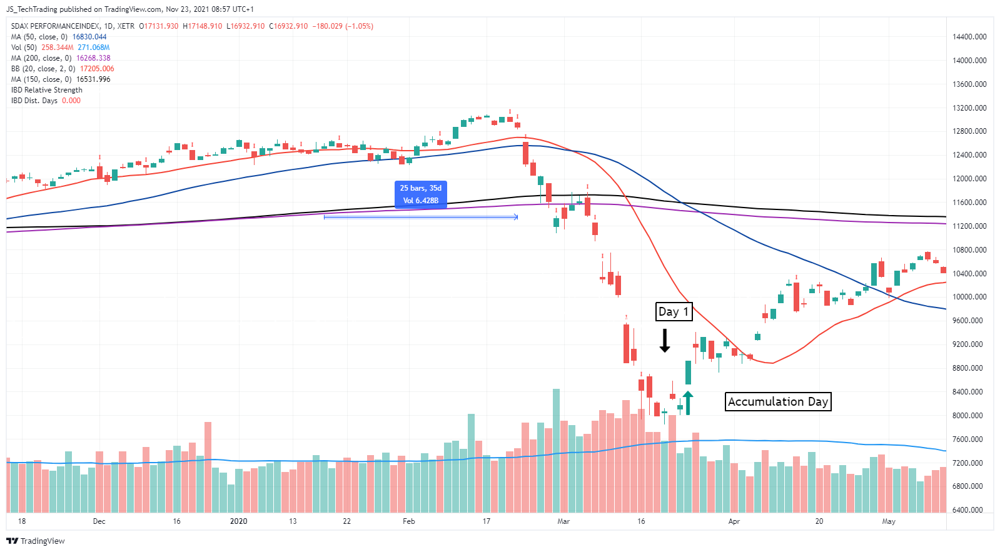 JS_TechTrading published on TradingView.com, Nov 23, 2021 08:57 UTC+1
SDAX PERFORMANCEINDEX, 1D, XETR O17131.930 H17148.910 L16932.910 C16932.910 −180.029 (−1.05%)
MA (50, close, 0) 16830.044
Vol (50) 258.344M 271.068M
MA (200, close, 0) 16268.338
BB (20, close, 2, 0) 17205.006
MA (150, close, 0) 16531.996
IBD Relative Strength
IBD Dist. Days 0.000
14400.000
14000.000
13600.000
13200.000
12800.000
12400.000
12000.000
11600.000
11200.000
10800.000
10400.000
10000.000
9600.000
9200.000
8800.000
8400.000
8000.000
7600.000
7200.000
6800.000
6400.000
25 bars, 35d
Vol 6.428B
Day 1
Accumulation Day
18 Dec 16 2020 13 22 Feb 17 Mar 16 Apr 20 May
TradingView